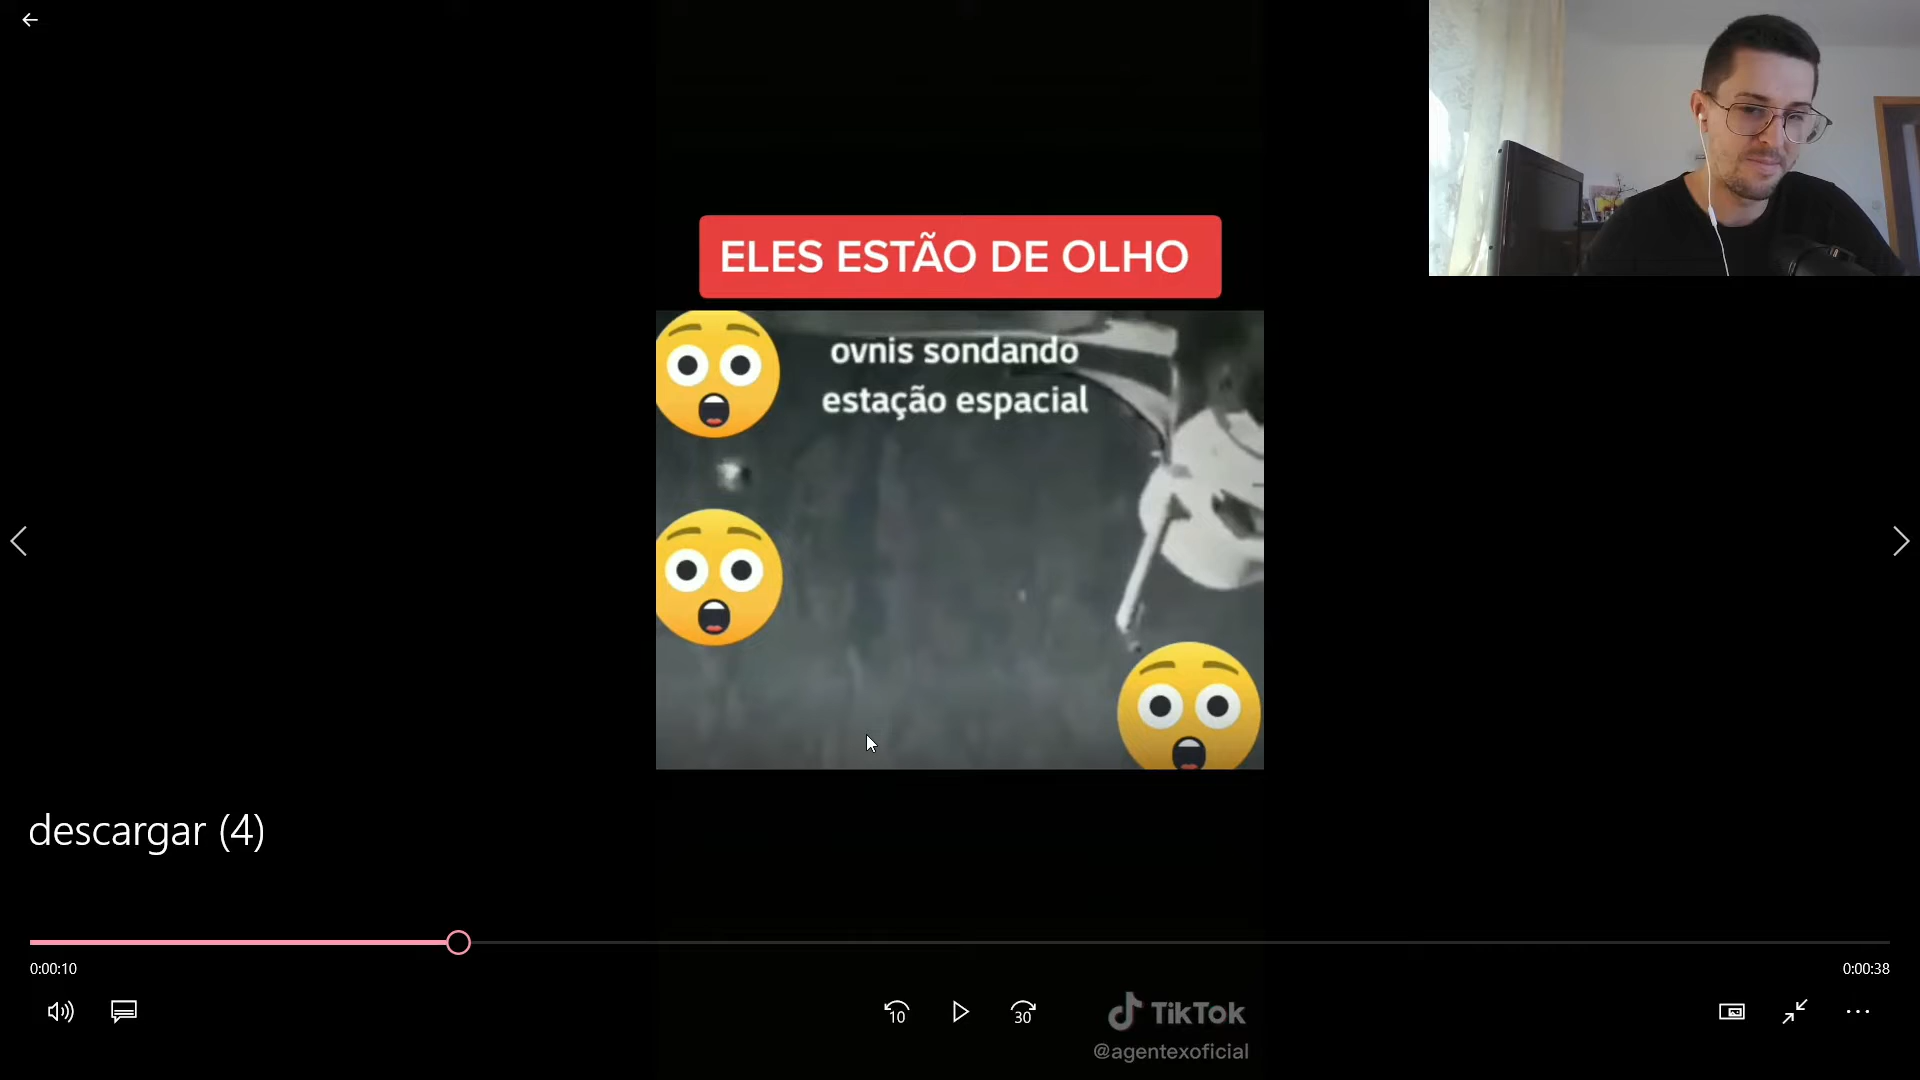 ELES ESTÃO DE OLHO
ovnis sondando
estação espacial
descargar (4)
0:00:10
0:00:38
10
30
TikTok
@agentexoficial